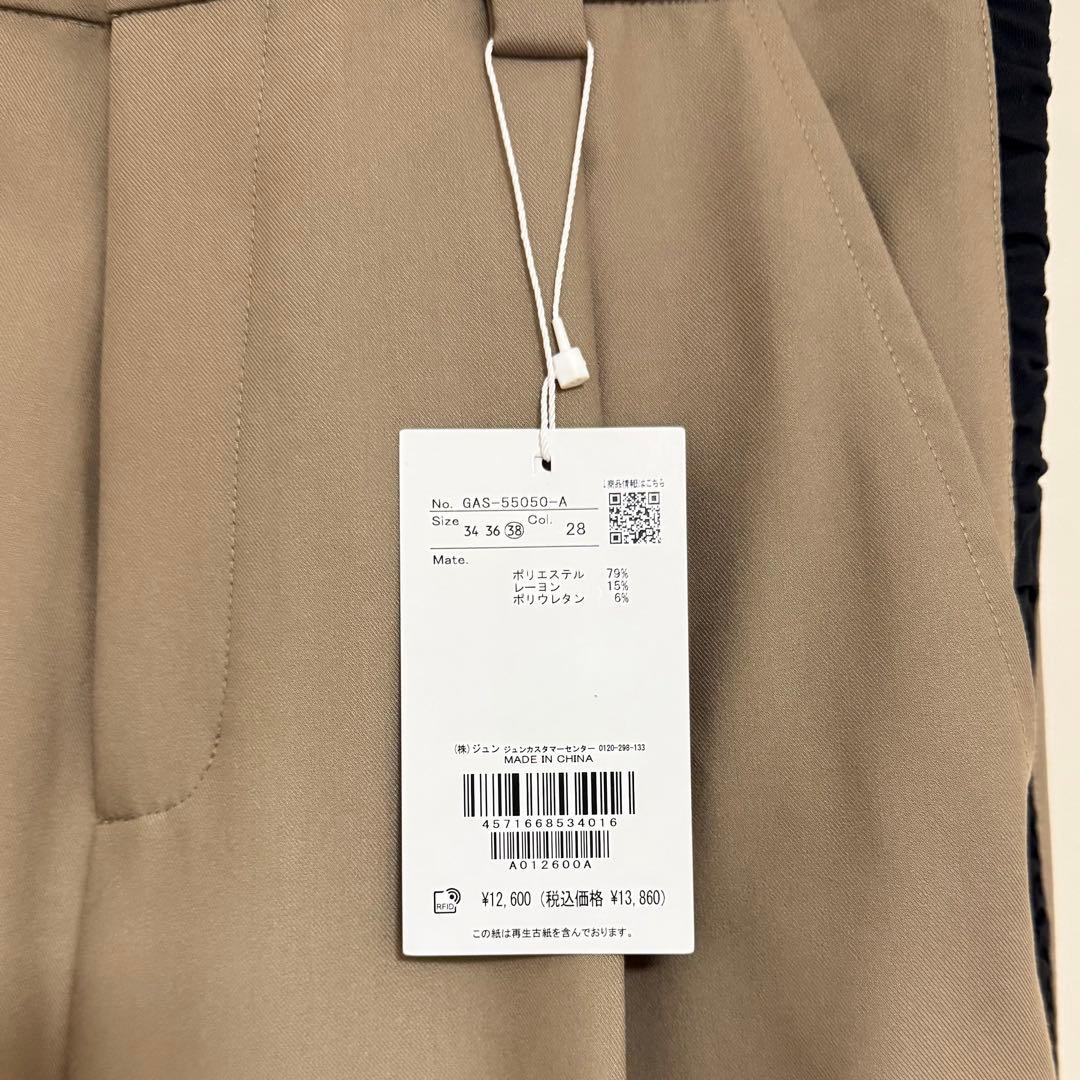 ↓商品情報はこちら
No. GAS-55050-A
Size 34 36 38 Col. 28
Mate.
ポリエステル 79%
レーヨン 15%
ポリウレタン 6%
(株)ジュン ジュンカスタマーセンター 0120-298-133
MADE IN CHINA
4571668534016
A012600A
RFID ¥12,600 (税込価格 ¥13,860)
この紙は再生古紙を含んでおります。